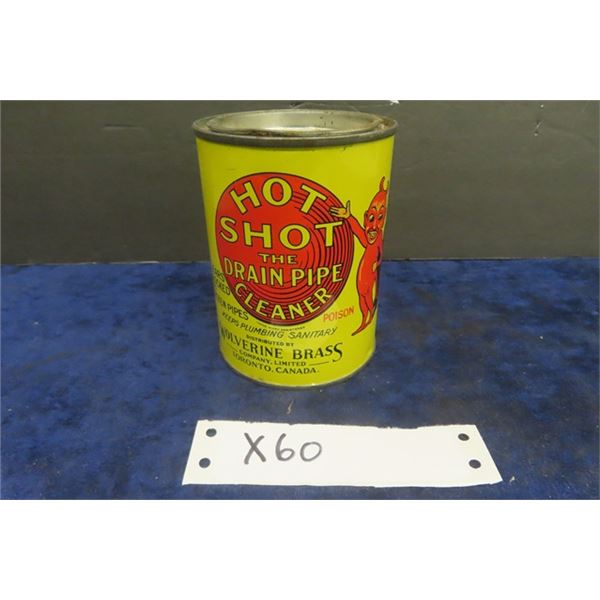 HOT
SHOT
THE
DRAIN PIPE
CLEANER
PIPES
KEEPS PLUMBING SANITARY
POISON
DISTRIBUTED BY
WOLVERINE BRASS
COMPANY, LIMITED
TORONTO, CANADA.
X60